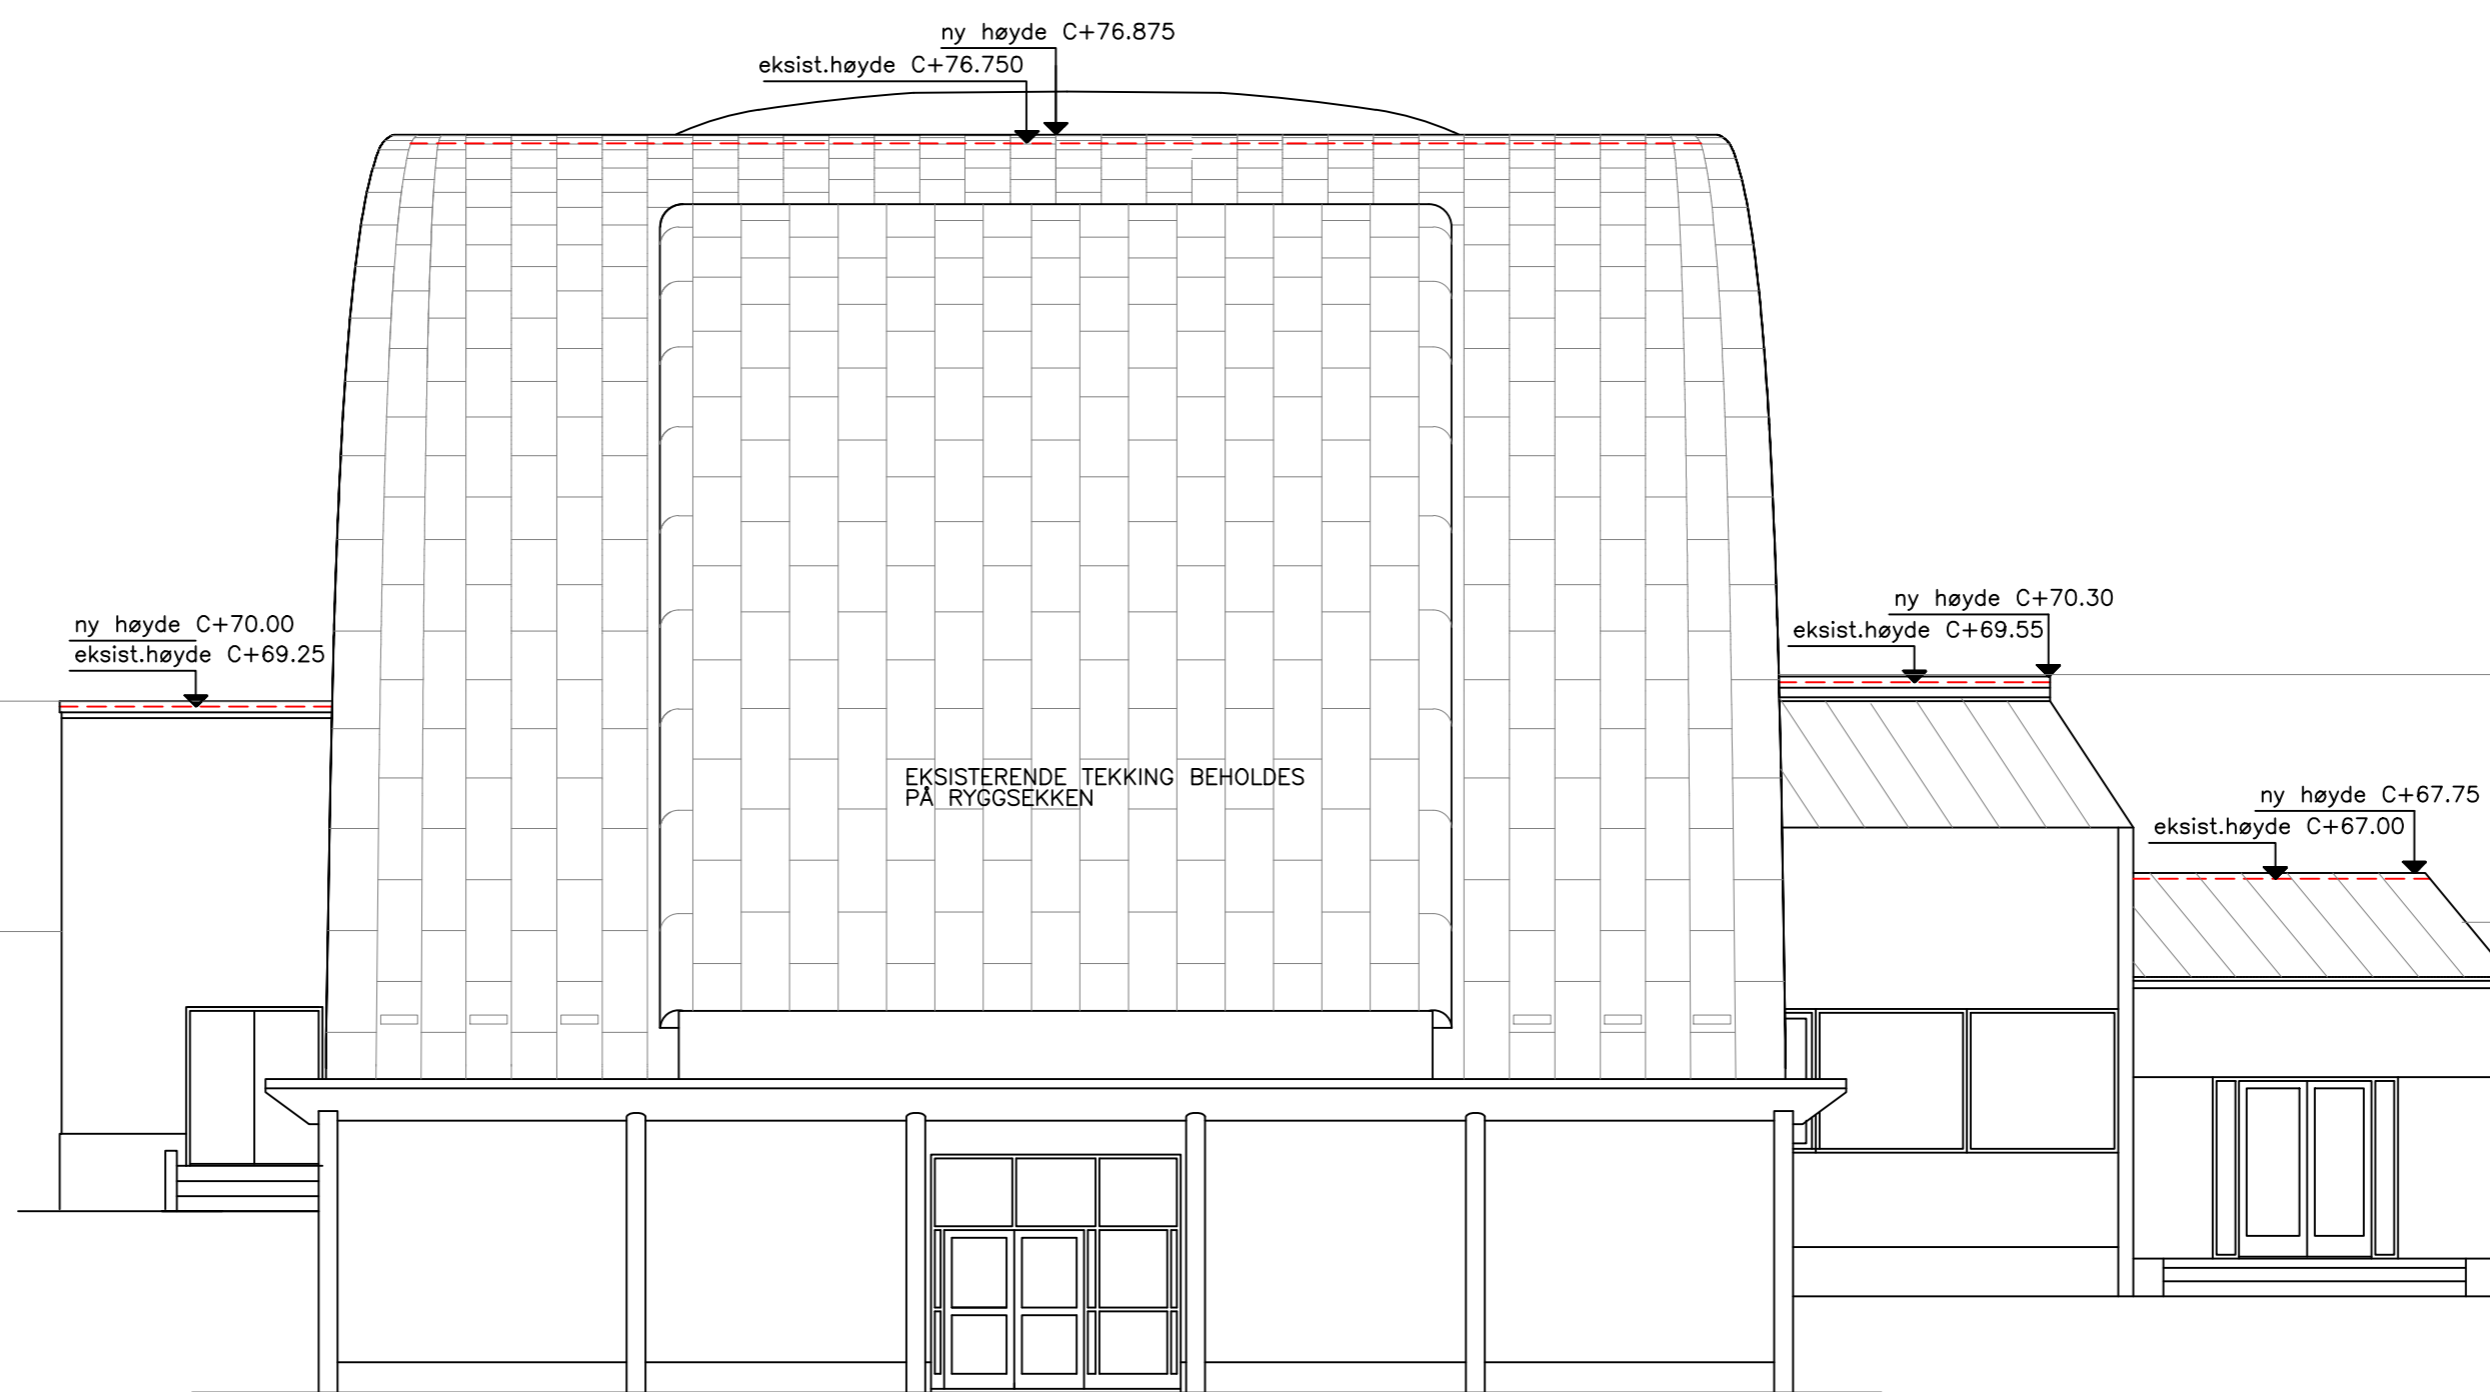 ny høyde C+76.875
eksist.høyde C+76.750
ny høyde C+70.00
eksist.høyde C+69.25
ny høyde C+70.30
eksist.høyde C+69.55
EKSISTERENDE TEKKING BEHOLDES
PÅ RYGGSEKKEN
ny høyde C+67.75
eksist.høyde C+67.00